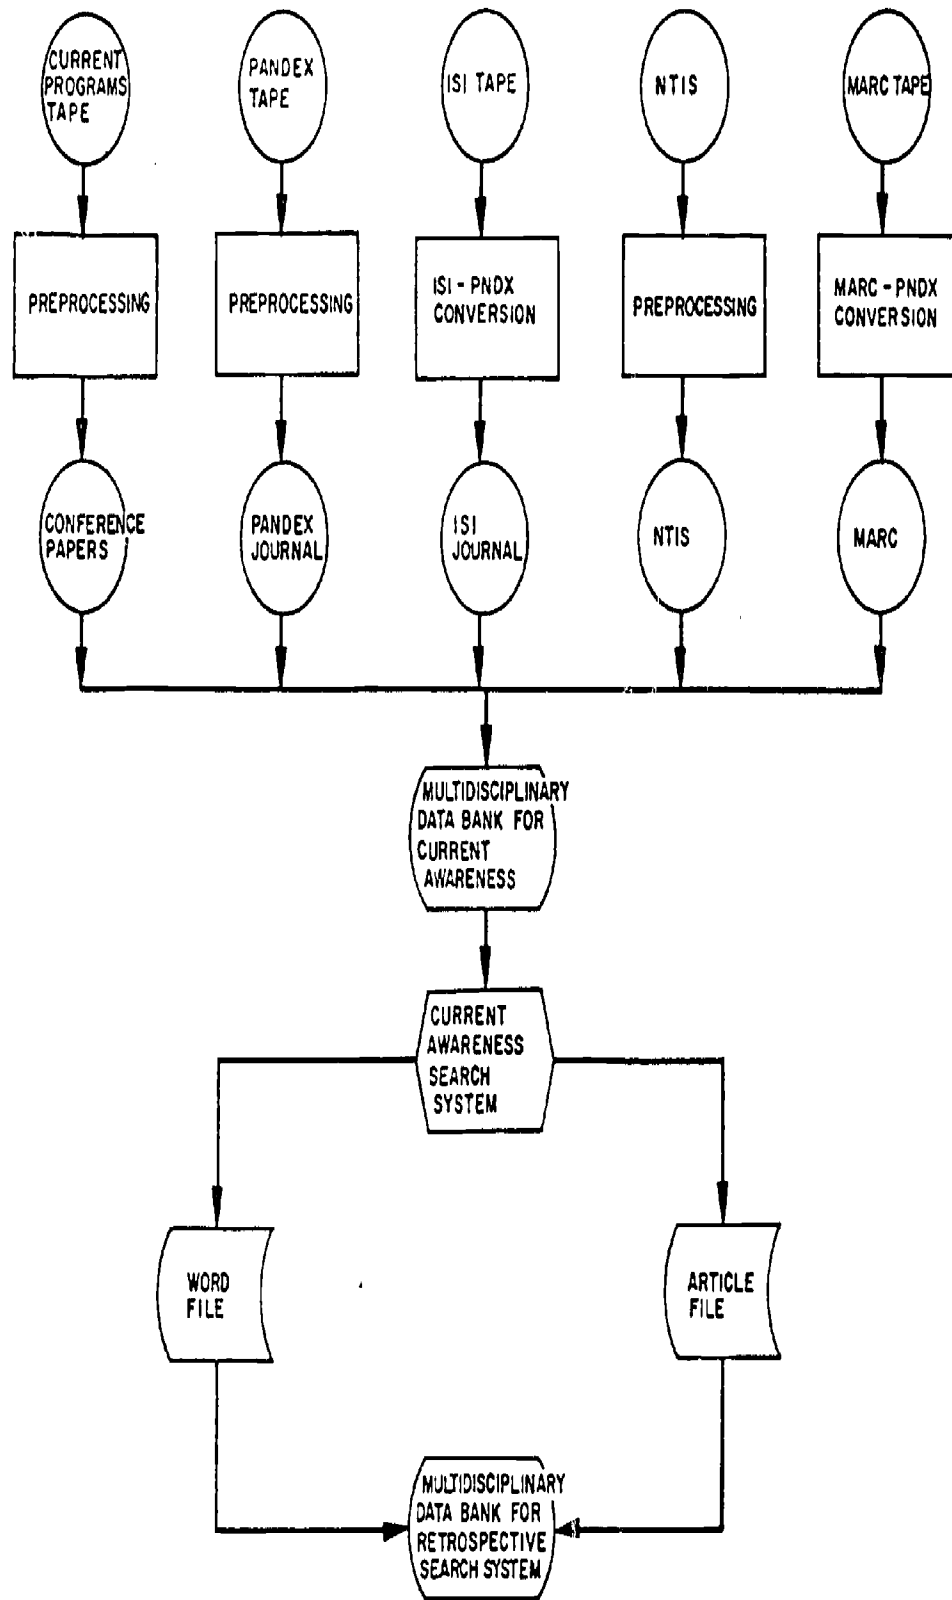 CURRENT
PROGRAMS
TAPE
PANDEX
TAPE
ISI TAPE
NTIS
MARC TAPE
PREPROCESSING
PREPROCESSING
ISI - PNDX
CONVERSION
PREPROCESSING
MARC - PNDX
CONVERSION
CONFERENCE
PAPERS
PANDEX
JOURNAL
ISI
JOURNAL
NTIS
MARC
MULTIDISCIPLINARY
DATA BANK FOR
CURRENT
AWARENESS
CURRENT
AWARENESS
SEARCH
SYSTEM
WORD
FILE
ARTICLE
FILE
MULTIDISCIPLINARY
DATA BANK FOR
RETROSPECTIVE
SEARCH SYSTEM